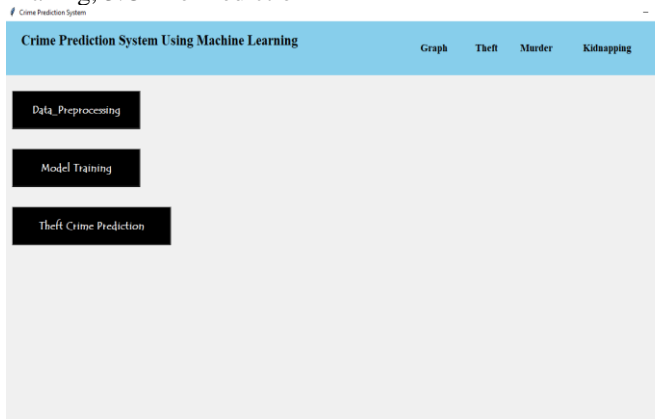 Crime Prediction System
Crime Prediction System Using Machine Learning
Graph Theft Murder Kidnapping
Data_Preprocessing
Model Training
Theft Crime Prediction